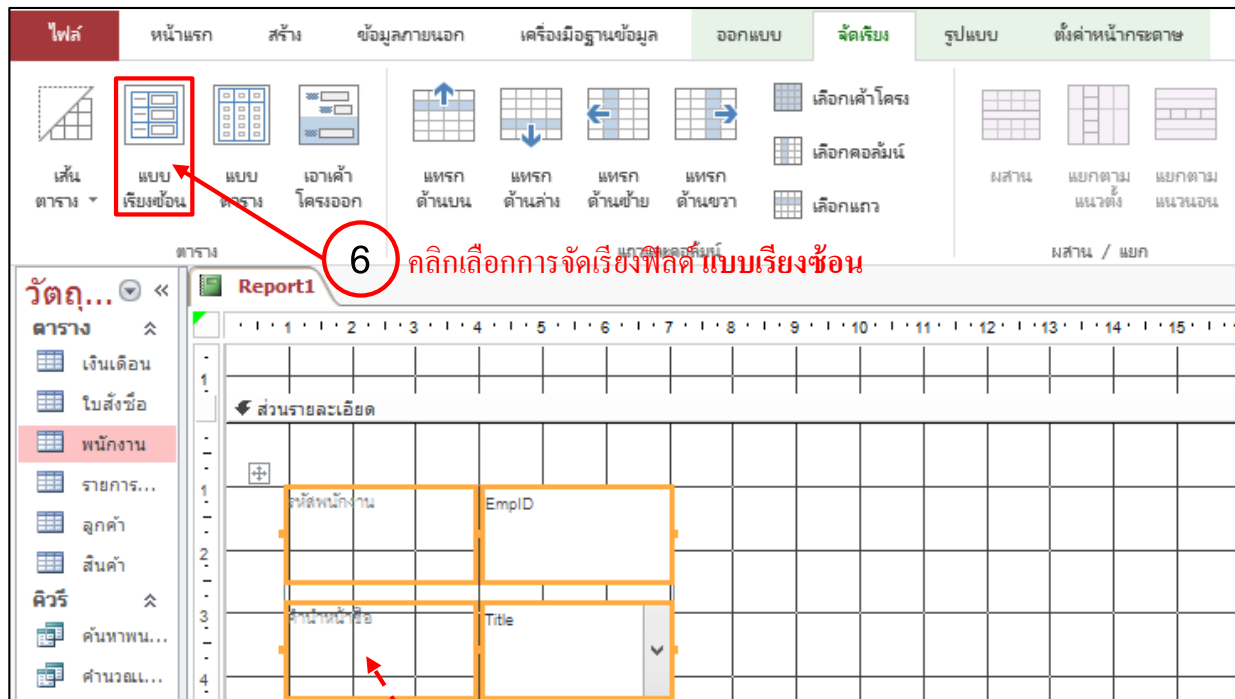 ไฟล์ หน้าแรก สร้าง ข้อมูลภายนอก เครื่องมือฐานข้อมูล ออกแบบ จัดเรียง รูปแบบ ตั้งค่าหน้ากระดาษ
เส้น
ตาราง
แบบ
เรียงซ้อน
แบบ
ตาราง
เอาเค้า
โครงออก
แทรก
ด้านบน
แทรก
ด้านล่าง
แทรก
ด้านซ้าย
แทรก
ด้านขวา
เลือกเค้าโครง
เลือกคอลัมน์
เลือกแถว
ผสาน
แยกตาม
แนวตั้ง
แยกตาม
แนวนอน
ตาราง
แถวและคอลัมน์
ผสาน / แยก
6 คลิกเลือกการจัดเรียงฟิลด์ แบบเรียงซ้อน
วัตถุ... «
Report1
ตาราง
เงินเดือน
ใบสั่งซื้อ
พนักงาน
รายการ...
ลูกค้า
สินค้า
คิวรี
ค้นหาพน...
คำนวณเ...
1 2 3 4 5 6 7 8 9 10 11 12 13 14 15
1
ส่วนรายละเอียด
1
2
3
4
รหัสพนักงาน EmpID
คำนำหน้าชื่อ Title